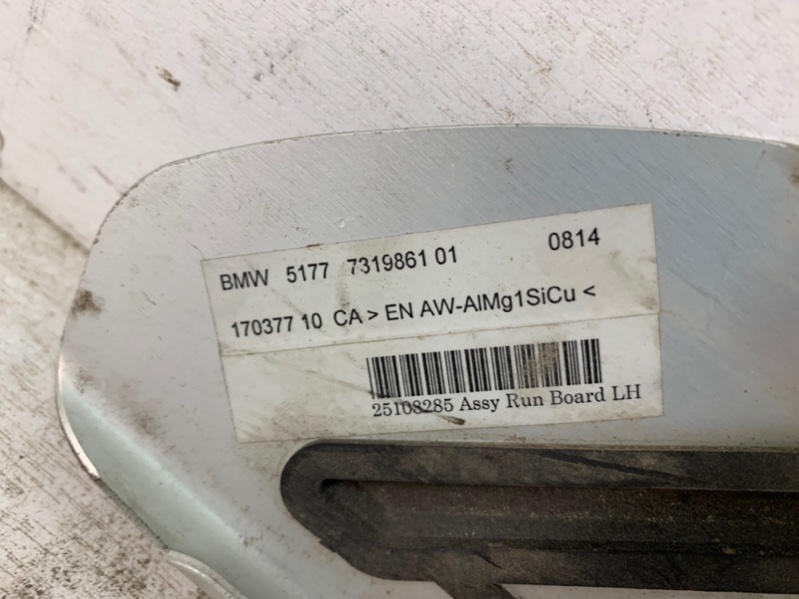 BMW 5177 7319861 01 0814
170377 10 CA > EN AW-AlMg1SiCu <
25108285 Assy Run Board LH